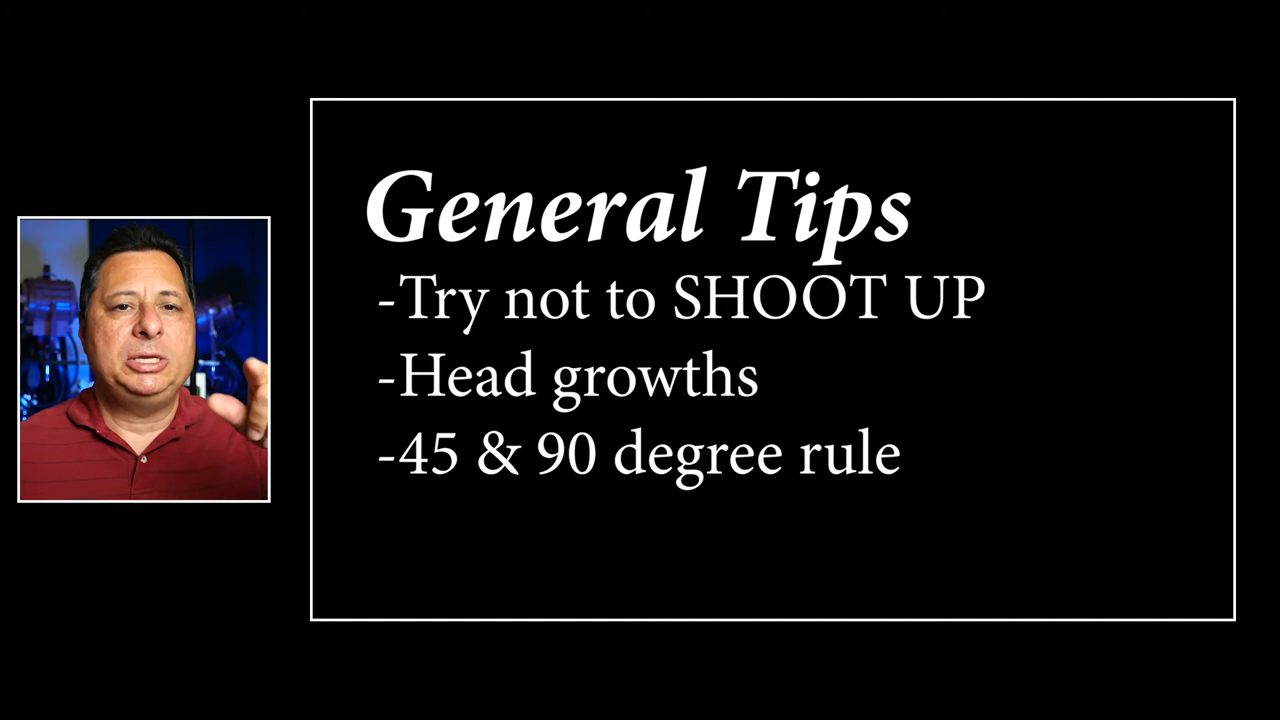 General Tips
-Try not to SHOOT UP
-Head growths
-45 & 90 degree rule